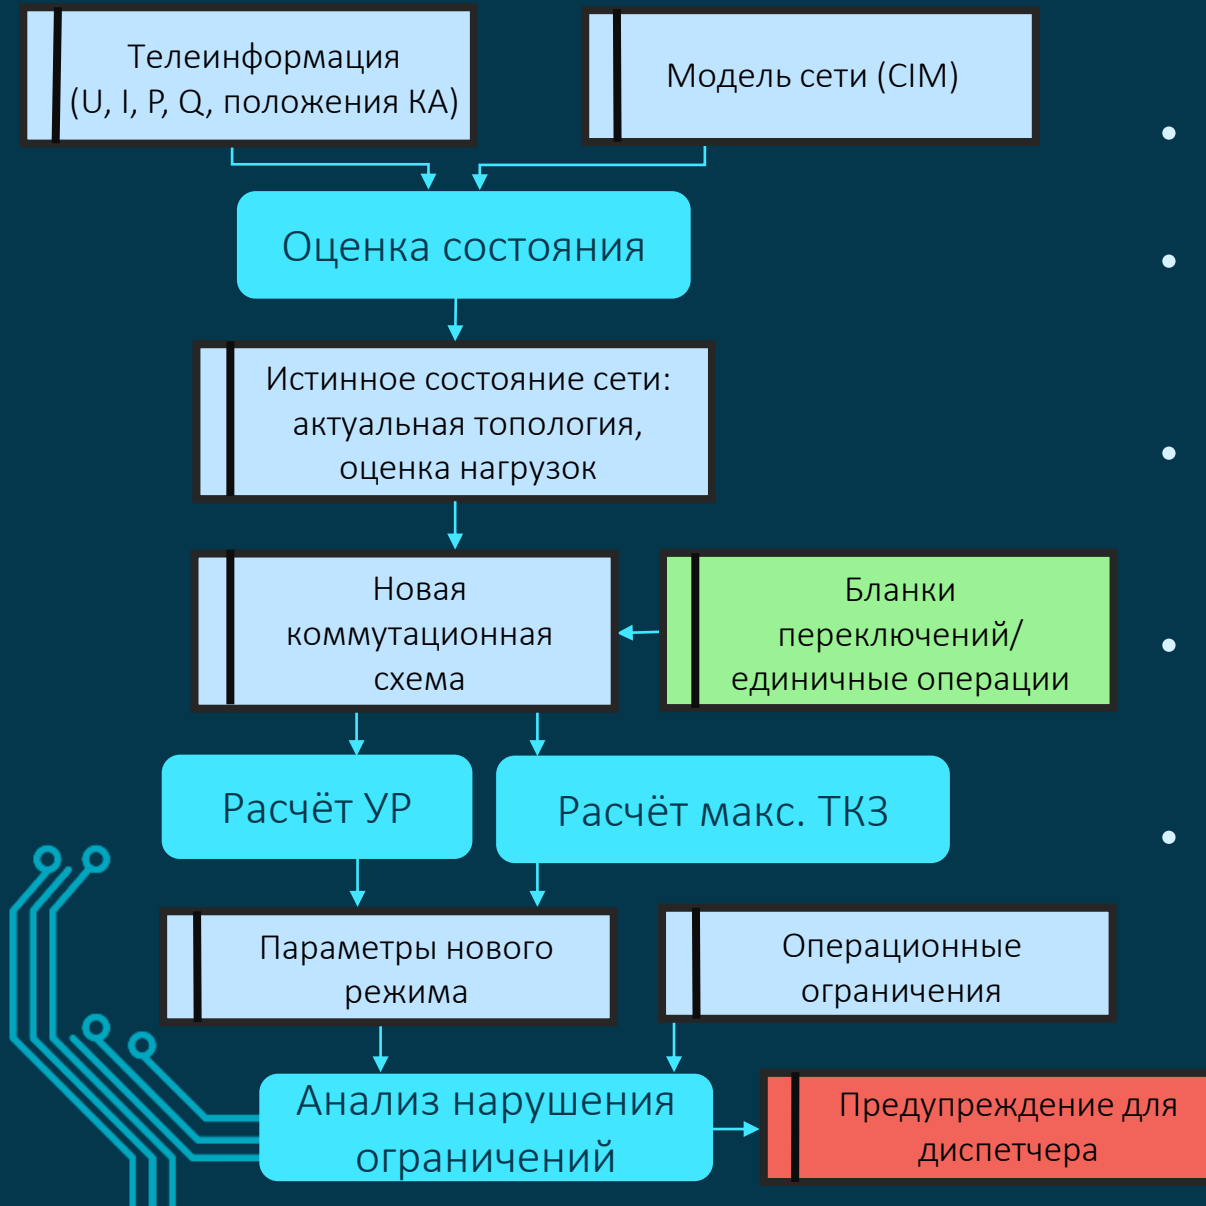 Телеинформация
(U, I, P, Q, положения КА)
Модель сети (CIM)
Оценка состояния
Истинное состояние сети:
актуальная топология,
оценка нагрузок
Новая
коммутационная
схема
Бланки
переключений/
единичные операции
Расчёт УР
Расчёт макс. ТКЗ
Параметры нового
режима
Операционные
ограничения
Анализ нарушения
ограничений
Предупреждение для
диспетчера